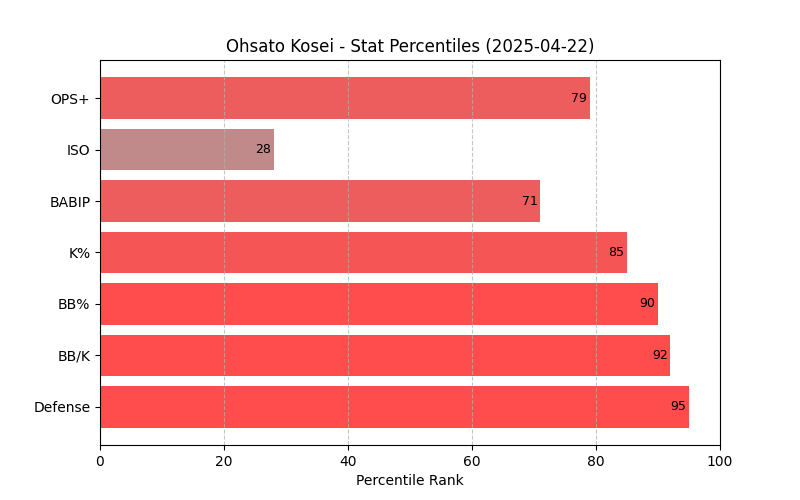 Ohsato Kosei - Stat Percentiles (2025-04-22)
OPS+ 79
ISO 28
BABIP 71
K% 85
BB% 90
BB/K 92
Defense 95
0 20 40 60 80 100
Percentile Rank